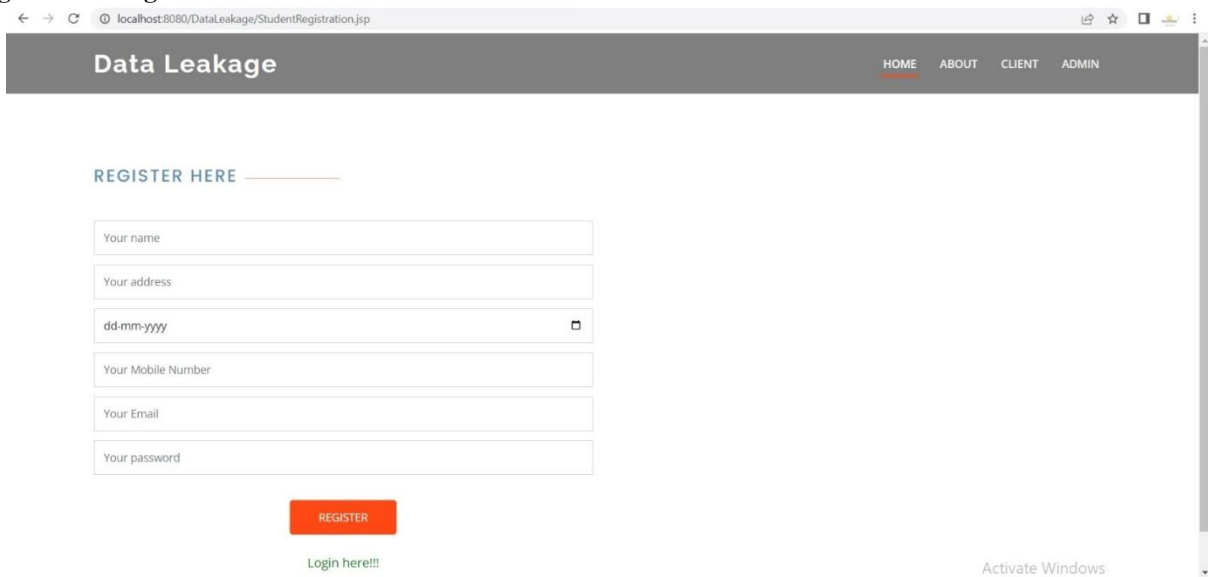 localhost:8080/DataLeakage/StudentRegistration.jsp
Data Leakage
HOME ABOUT CLIENT ADMIN
REGISTER HERE
Your name
Your address
dd-mm-yyyy
Your Mobile Number
Your Email
Your password
REGISTER
Login here!!!
Activate Windows